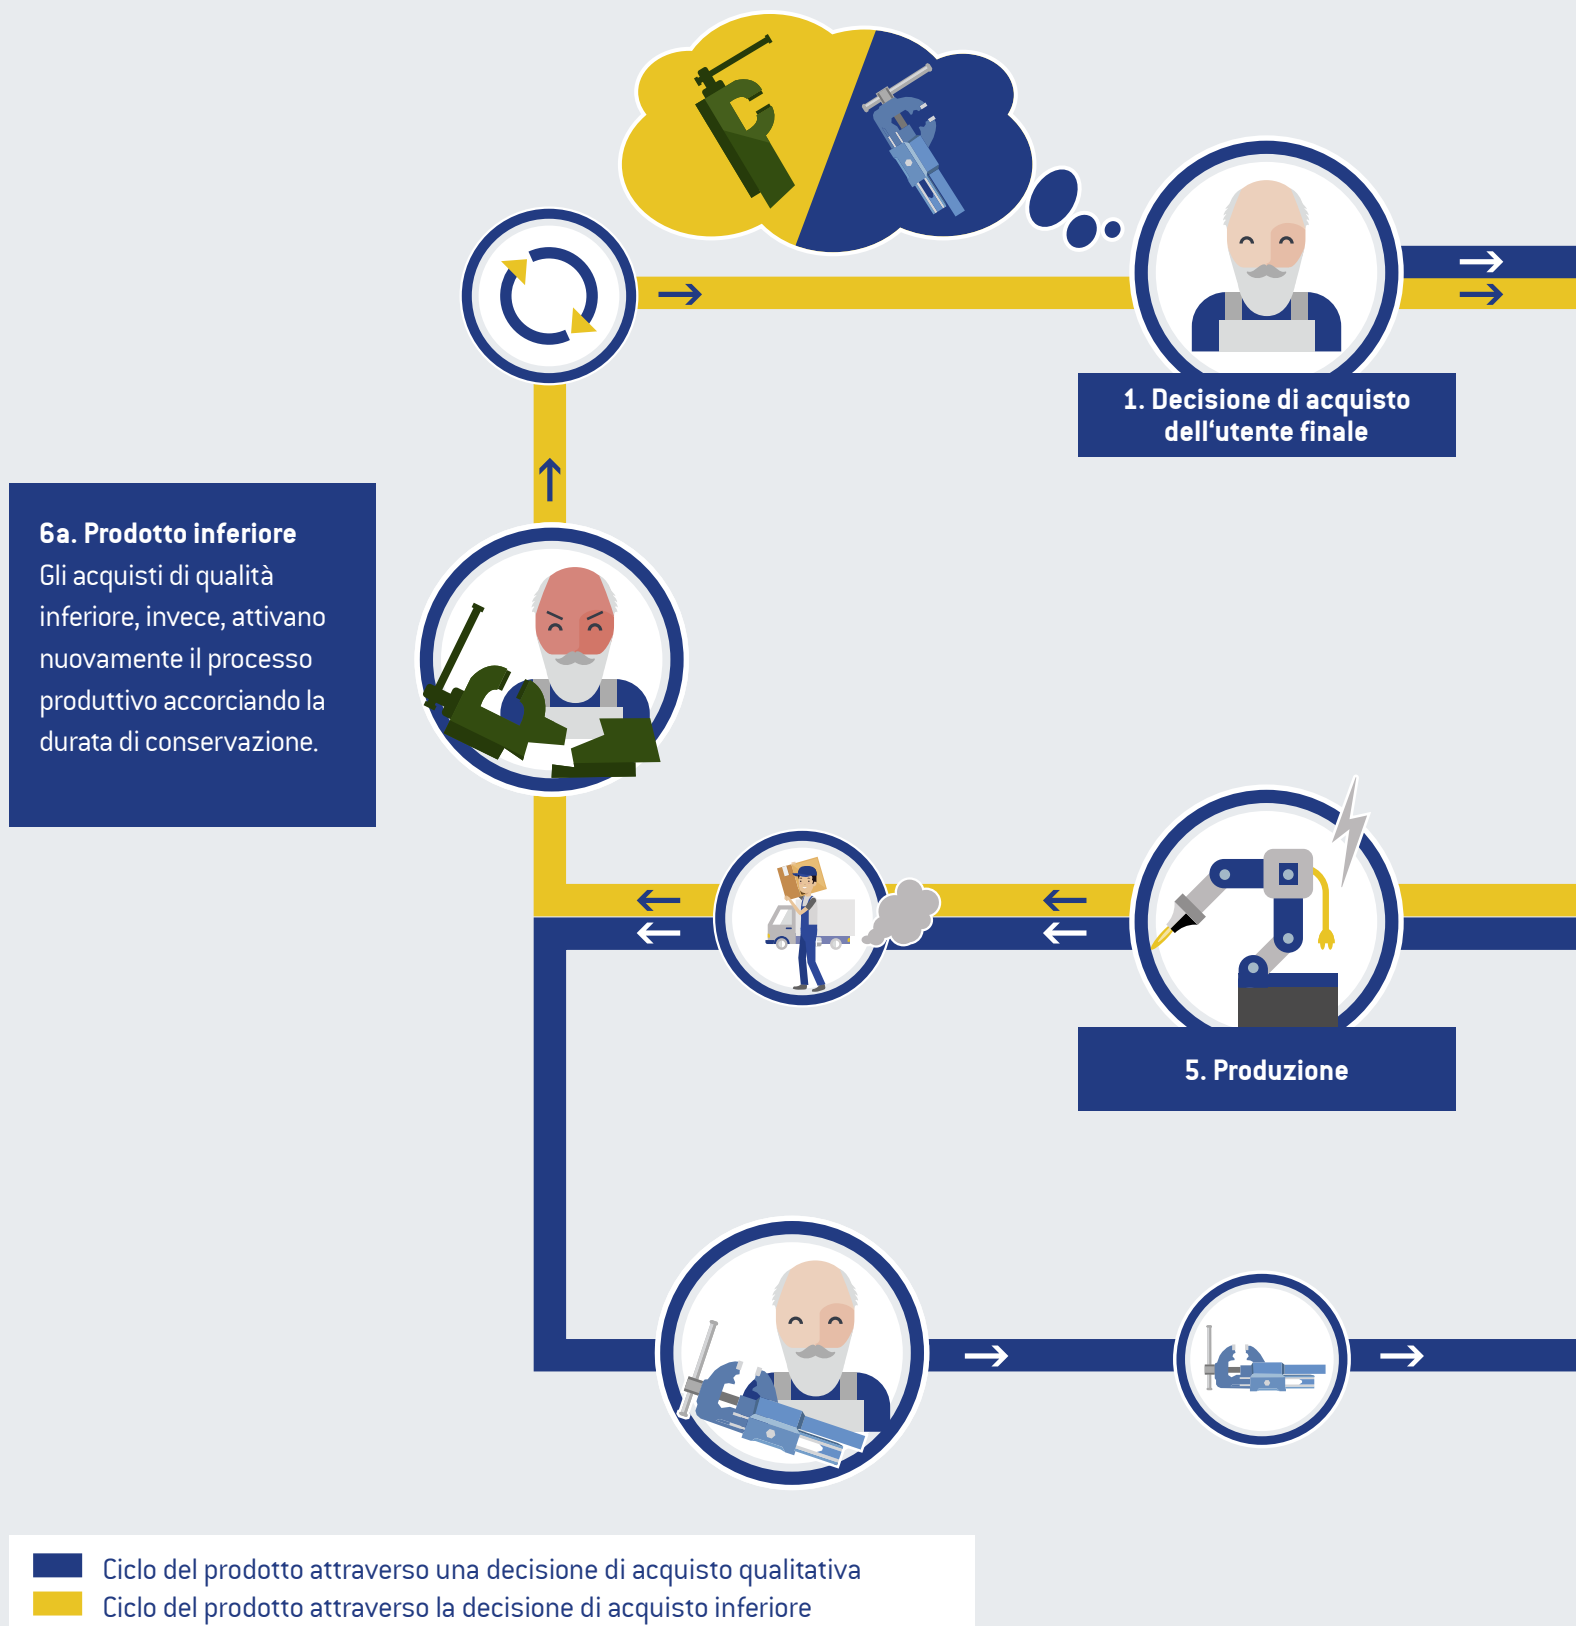 1. Decisione di acquisto
dell‘utente finale
6a. Prodotto inferiore
Gli acquisti di qualità
inferiore, invece, attivano
nuovamente il processo
produttivo accorciando la
durata di conservazione.
5. Produzione
Ciclo del prodotto attraverso una decisione di acquisto qualitativa
Ciclo del prodotto attraverso la decisione di acquisto inferiore